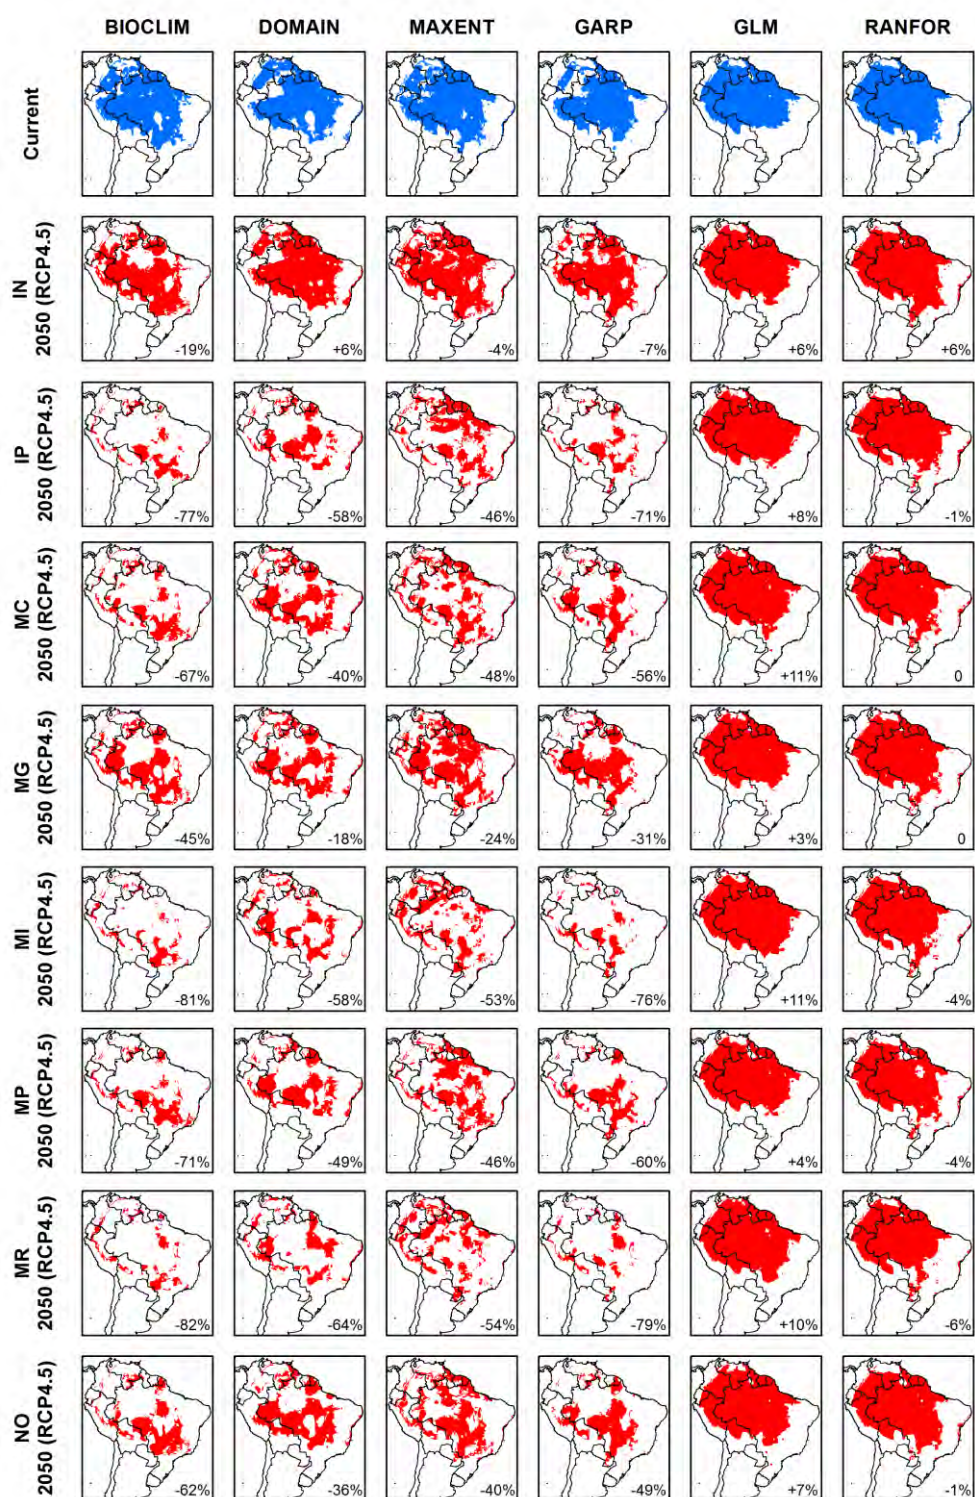 BIOCLIM DOMAIN MAXENT GARP GLM RANFOR
Current
IN
2050 (RCP4.5)
-19% +6% -4% -7% +6% +6%
IP
2050 (RCP4.5)
-77% -58% -46% -71% +8% -1%
MC
2050 (RCP4.5)
-67% -40% -48% -56% +11% 0
MG
2050 (RCP4.5)
-45% -18% -24% -31% +3% 0
MI
2050 (RCP4.5)
-81% -58% -53% -76% +11% -4%
MP
2050 (RCP4.5)
-71% -49% -46% -60% +4% -4%
MR
2050 (RCP4.5)
-82% -64% -54% -79% +10% -6%
NO
2050 (RCP4.5)
-62% -36% -40% -49% +7% -1%